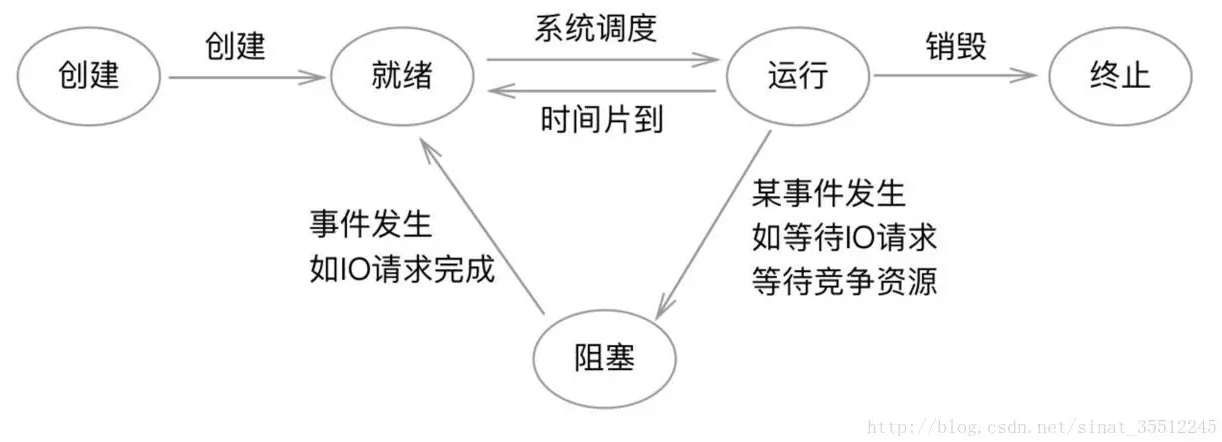 创建
创建
就绪
系统调度
时间片到
运行
销毁
终止
事件发生
如IO请求完成
某事件发生
如等待IO请求
等待竞争资源
阻塞
http://blog.csdn.net/sinat_35512245